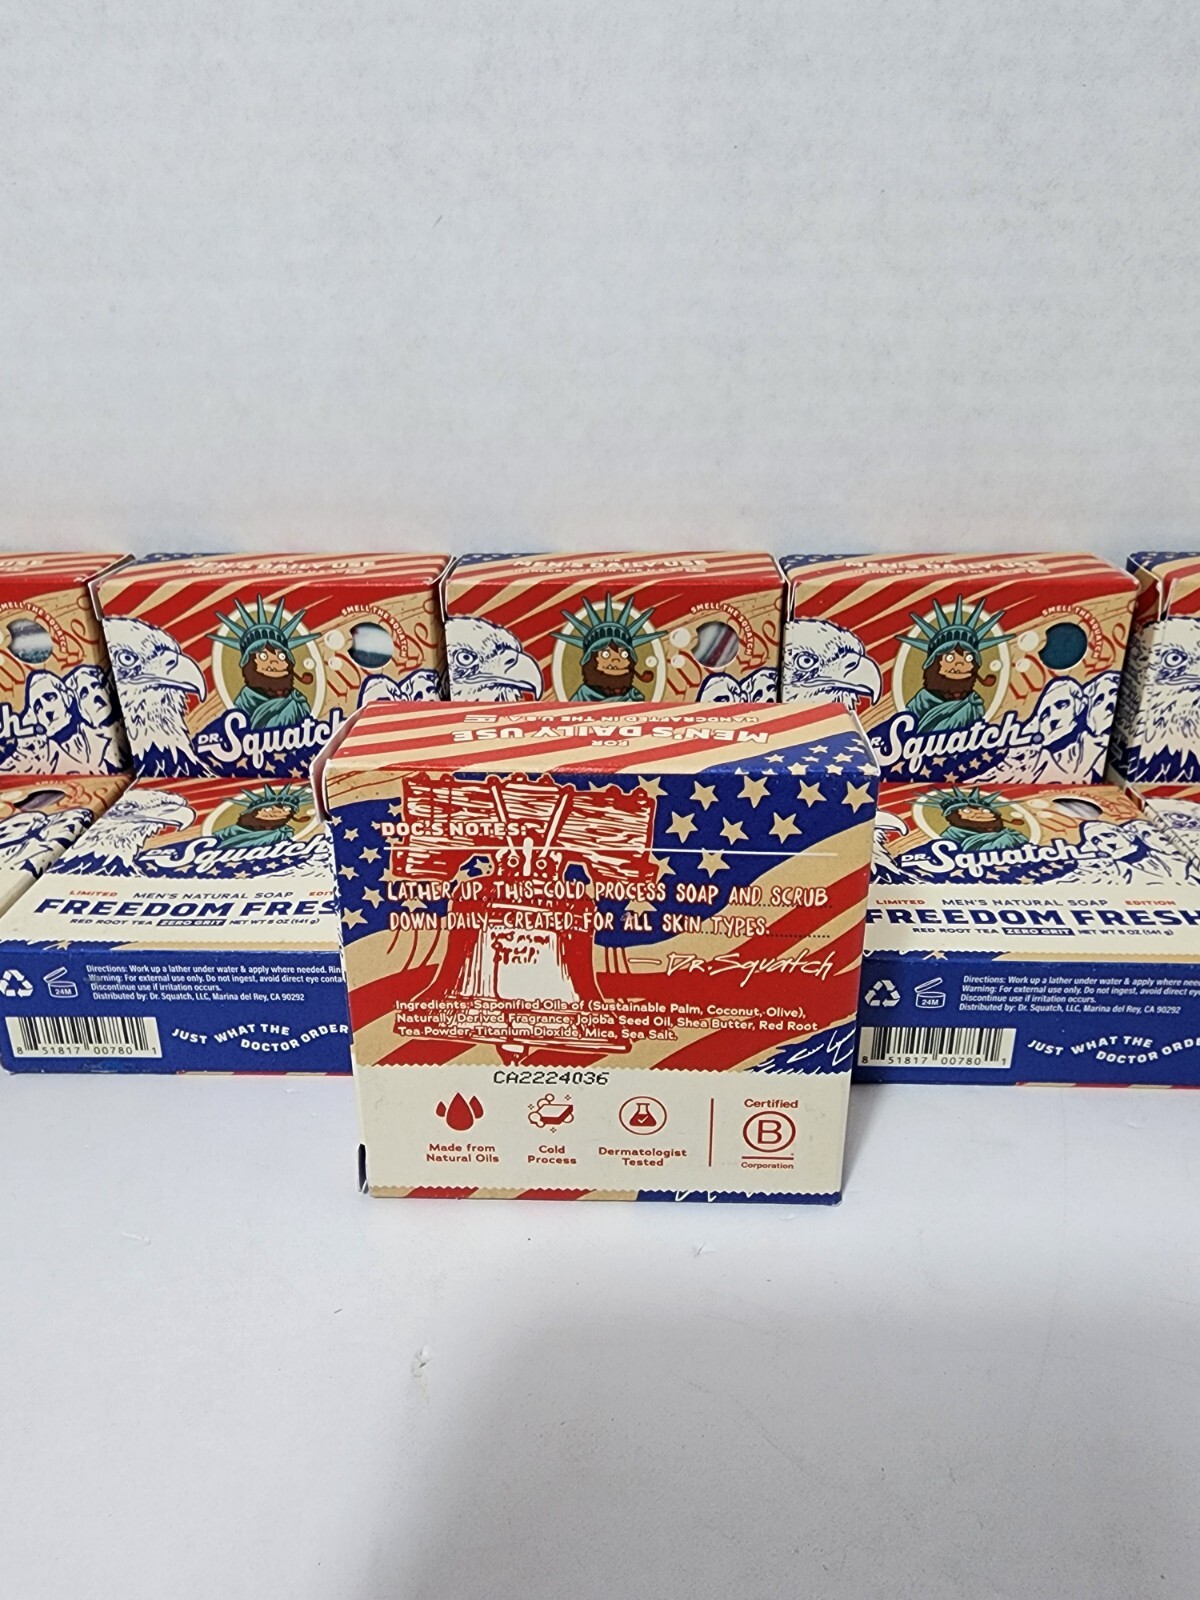 MEN'S DAILY USE
SMELL THE SQUATCH
DR. Squatch
MEN'S DAILY USE
SMELL THE SQUATCH
MEN'S DAILY USE
SMELL THE SQUATCH
DR. Squatch
FOR
MEN'S DAILY USE
HANDCRAFTED IN THE U.S.A.
DOC'S NOTES:
LATHER UP THIS COLD PROCESS SOAP AND SCRUB
DOWN DAILY—CREATED FOR ALL SKIN TYPES.
—DR. Squatch
Ingredients: Saponified Oils of (Sustainable Palm, Coconut, Olive),
Naturally Derived Fragrance, Jojoba Seed Oil, Shea Butter, Red Root
Tea Powder, Titanium Dioxide, Mica, Sea Salt.
CA2224036
Made from
Natural Oils
Cold
Process
Dermatologist
Tested
Certified
B
Corporation
DR. Squatch
LIMITED MEN'S NATURAL SOAP
FREEDOM FRES
RED ROOT TEA ZERO GRIT NET WT 5 OZ (141 g)
24M
Directions: Work up a lather under water & apply where needed.
Warning: For external use only. Do not ingest, avoid direct eye
Discontinue use if irritation occurs.
Distributed by: Dr. Squatch, LLC, Marina del Rey, CA 90292
8 51817 00780 1
JUST WHAT THE
DOCTOR ORDER
DR. Squatch
LIMITED MEN'S NATURAL SOAP EDITION
FREEDOM FRESH
RED ROOT TEA ZERO GRIT NET WT 5 OZ (141 g)
24M
Directions: Work up a lather under water & apply where
Warning: For external use only. Do not ingest, avoid direct eye
Discontinue use if irritation occurs.
Distributed by: Dr. Squatch, LLC, Marina del Rey, CA 90292
8 51817 00780 1
JUST WHAT THE
DOCTOR ORDE